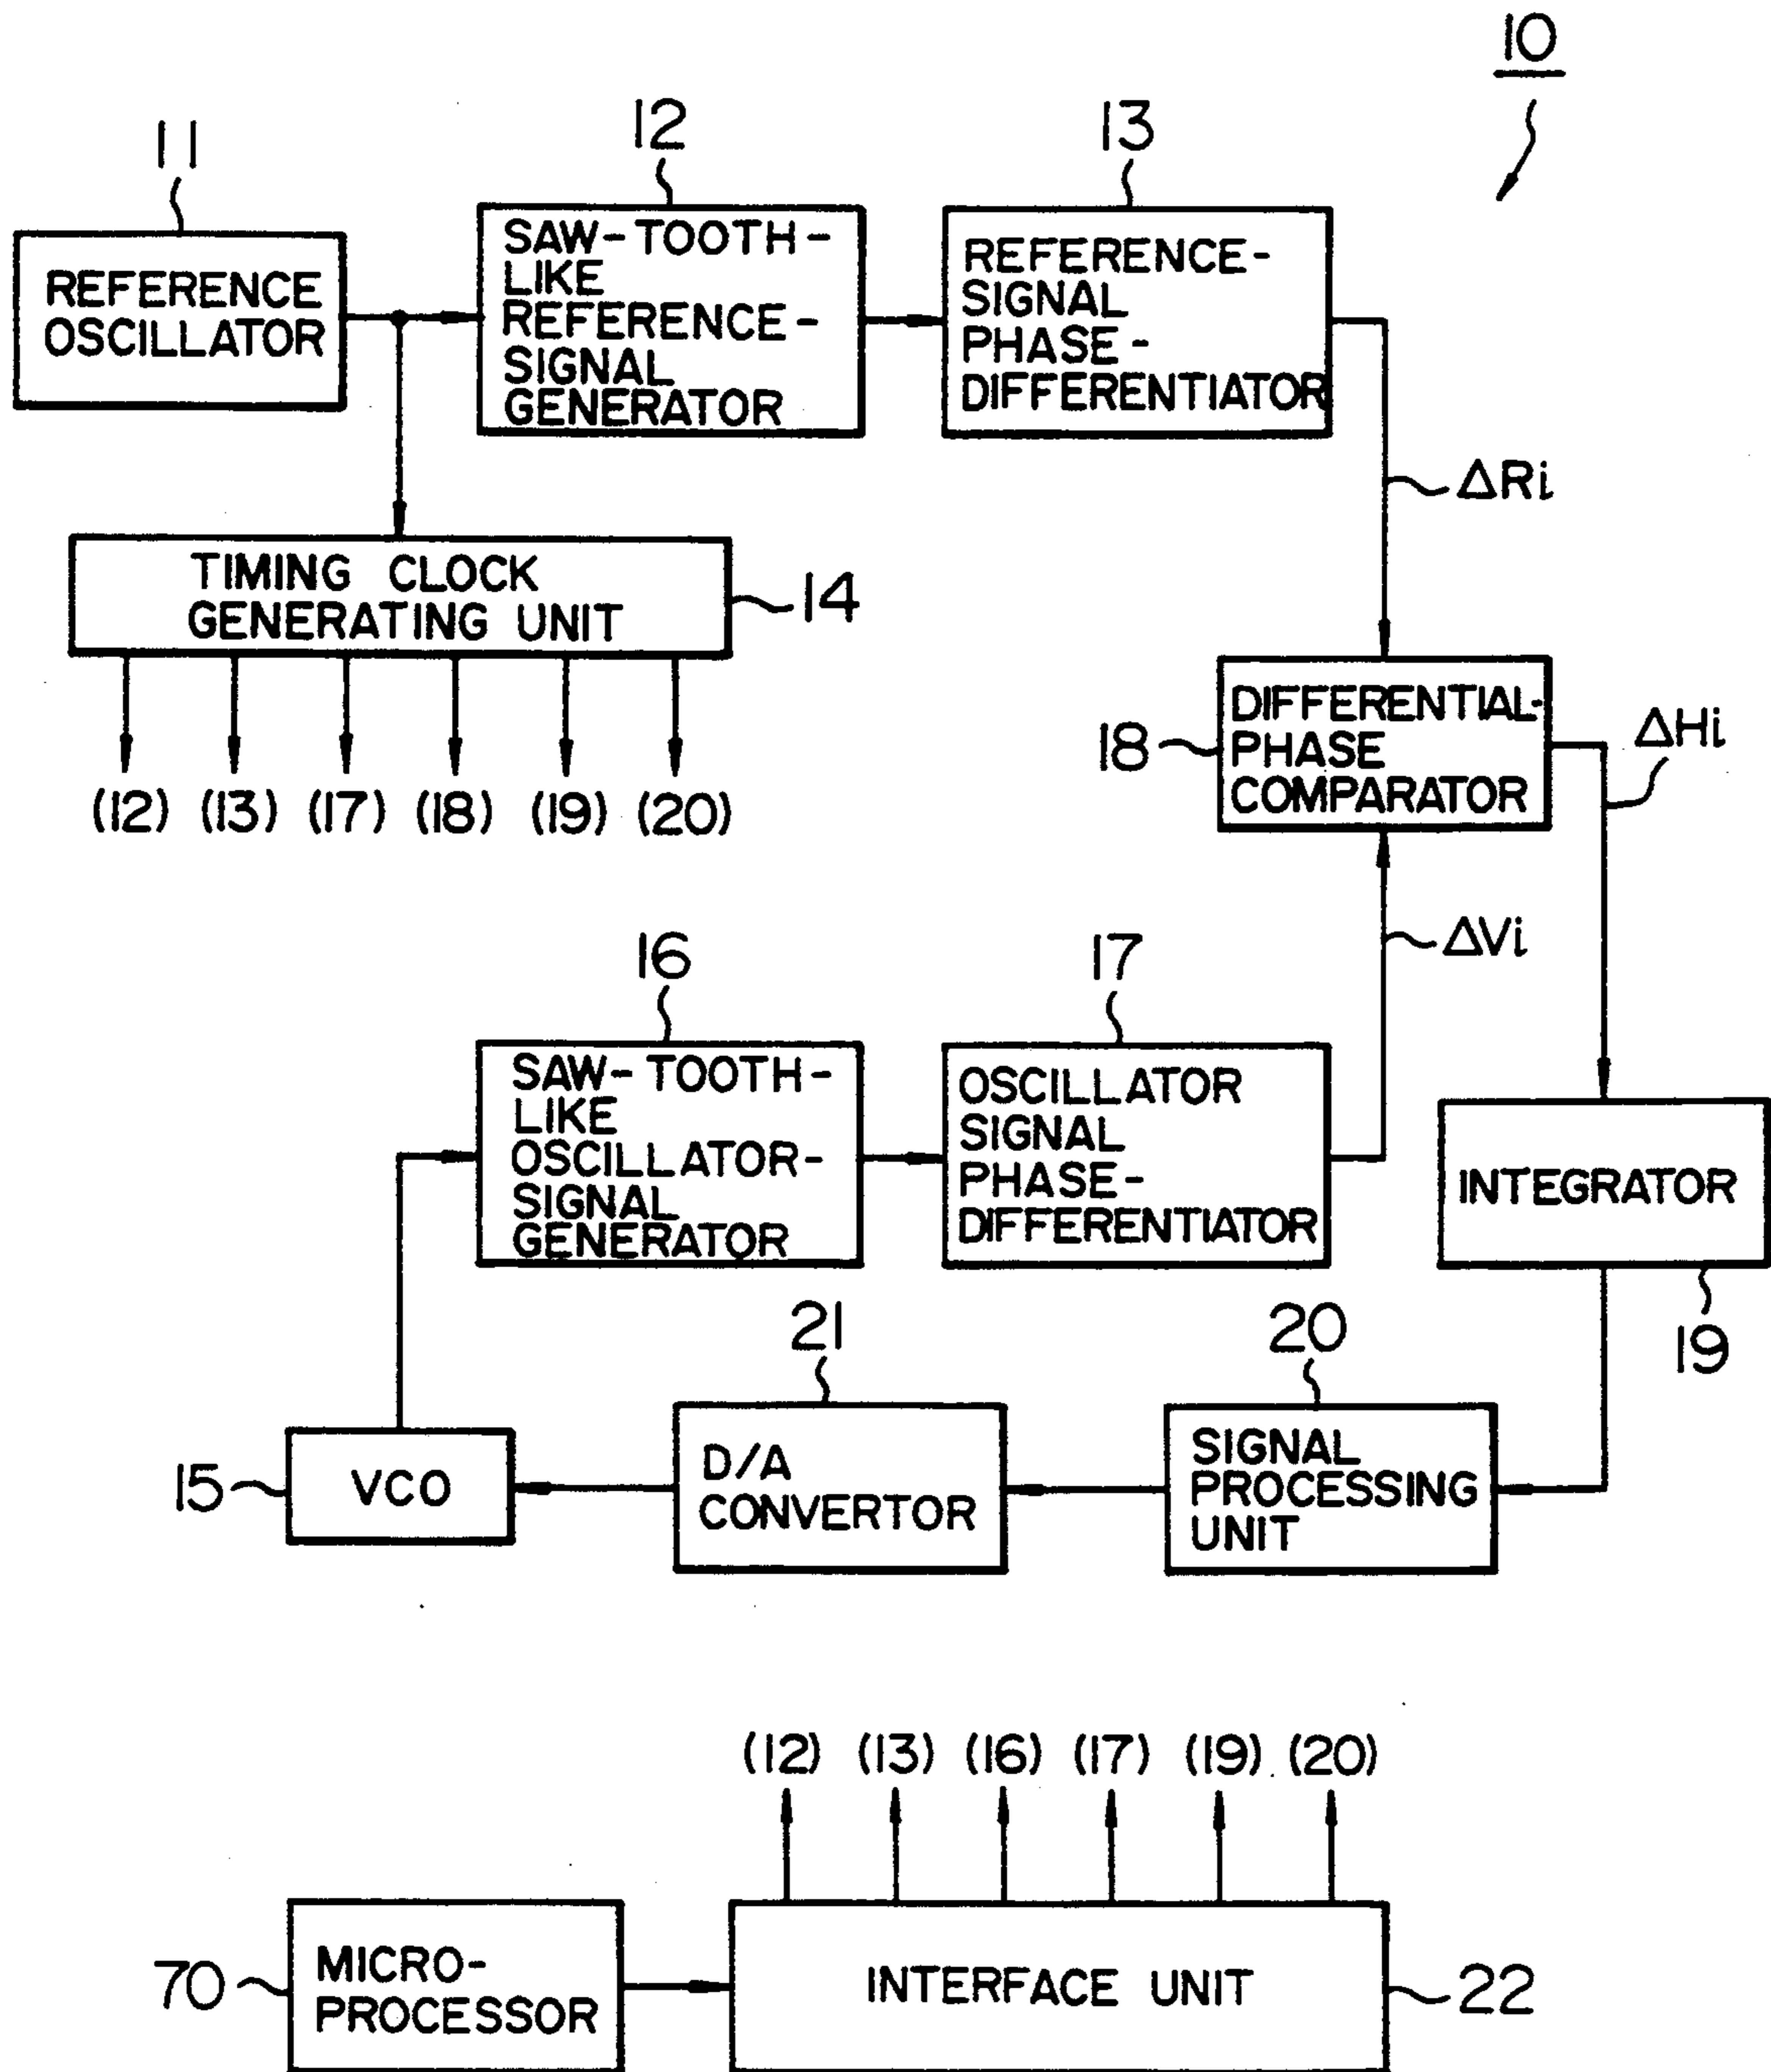 10
11
12
13
REFERENCE
OSCILLATOR
SAW-TOOTH-
LIKE
REFERENCE-
SIGNAL
GENERATOR
REFERENCE-
SIGNAL
PHASE-
DIFFERENTIATOR
ΔRi
TIMING CLOCK
GENERATING UNIT
14
(12) (13) (17) (18) (19) (20)
18
DIFFERENTIAL-
PHASE
COMPARATOR
ΔHi
ΔVi
16
17
SAW-TOOTH-
LIKE
OSCILLATOR-
SIGNAL
GENERATOR
OSCILLATOR
SIGNAL
PHASE-
DIFFERENTIATOR
INTEGRATOR
19
21
20
15
VCO
D/A
CONVERTOR
SIGNAL
PROCESSING
UNIT
(12) (13) (16) (17) (19) (20)
70
MICRO-
PROCESSOR
INTERFACE UNIT
22